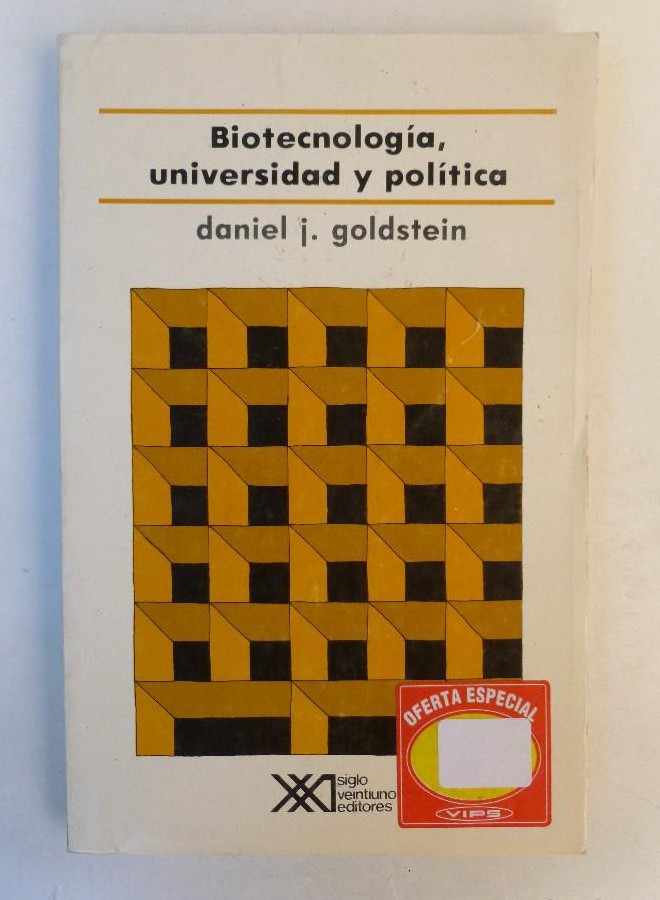 Biotecnología,
universidad y política
daniel j. goldstein
siglo
veintiuno
editores
OFERTA ESPECIAL
VIPS